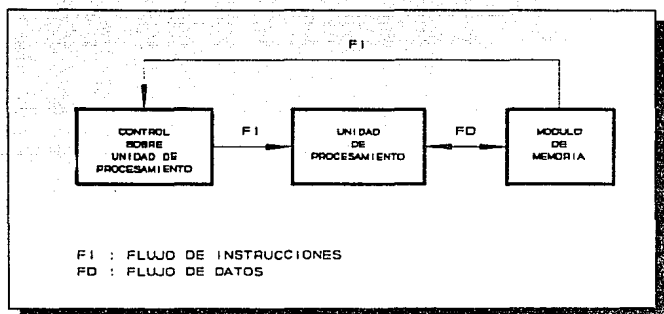 FI
CONTROL
SOBRE
UNIDAD DE
PROCESAMIENTO
FI
UNIDAD
DE
PROCESAMIENTO
FD
MODULO
DE
MEMORIA
FI : FLUJO DE INSTRUCCIONES
FD : FLUJO DE DATOS